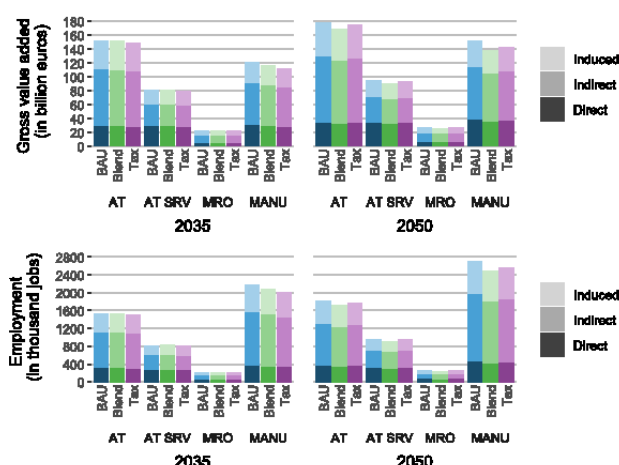 Gross value added
(in billion euros)
180
160
140
120
100
80
60
40
20
0
BAU Blend Tax BAU Blend Tax BAU Blend Tax BAU Blend Tax
AT AT SRV MRO MANU
2035
BAU Blend Tax BAU Blend Tax BAU Blend Tax BAU Blend Tax
AT AT SRV MRO MANU
2050
Induced
Indirect
Direct
Employment
(in thousand jobs)
2800
2400
2000
1600
1200
800
400
0
BAU Blend Tax BAU Blend Tax BAU Blend Tax BAU Blend Tax
AT AT SRV MRO MANU
2035
BAU Blend Tax BAU Blend Tax BAU Blend Tax BAU Blend Tax
AT AT SRV MRO MANU
2050
Induced
Indirect
Direct